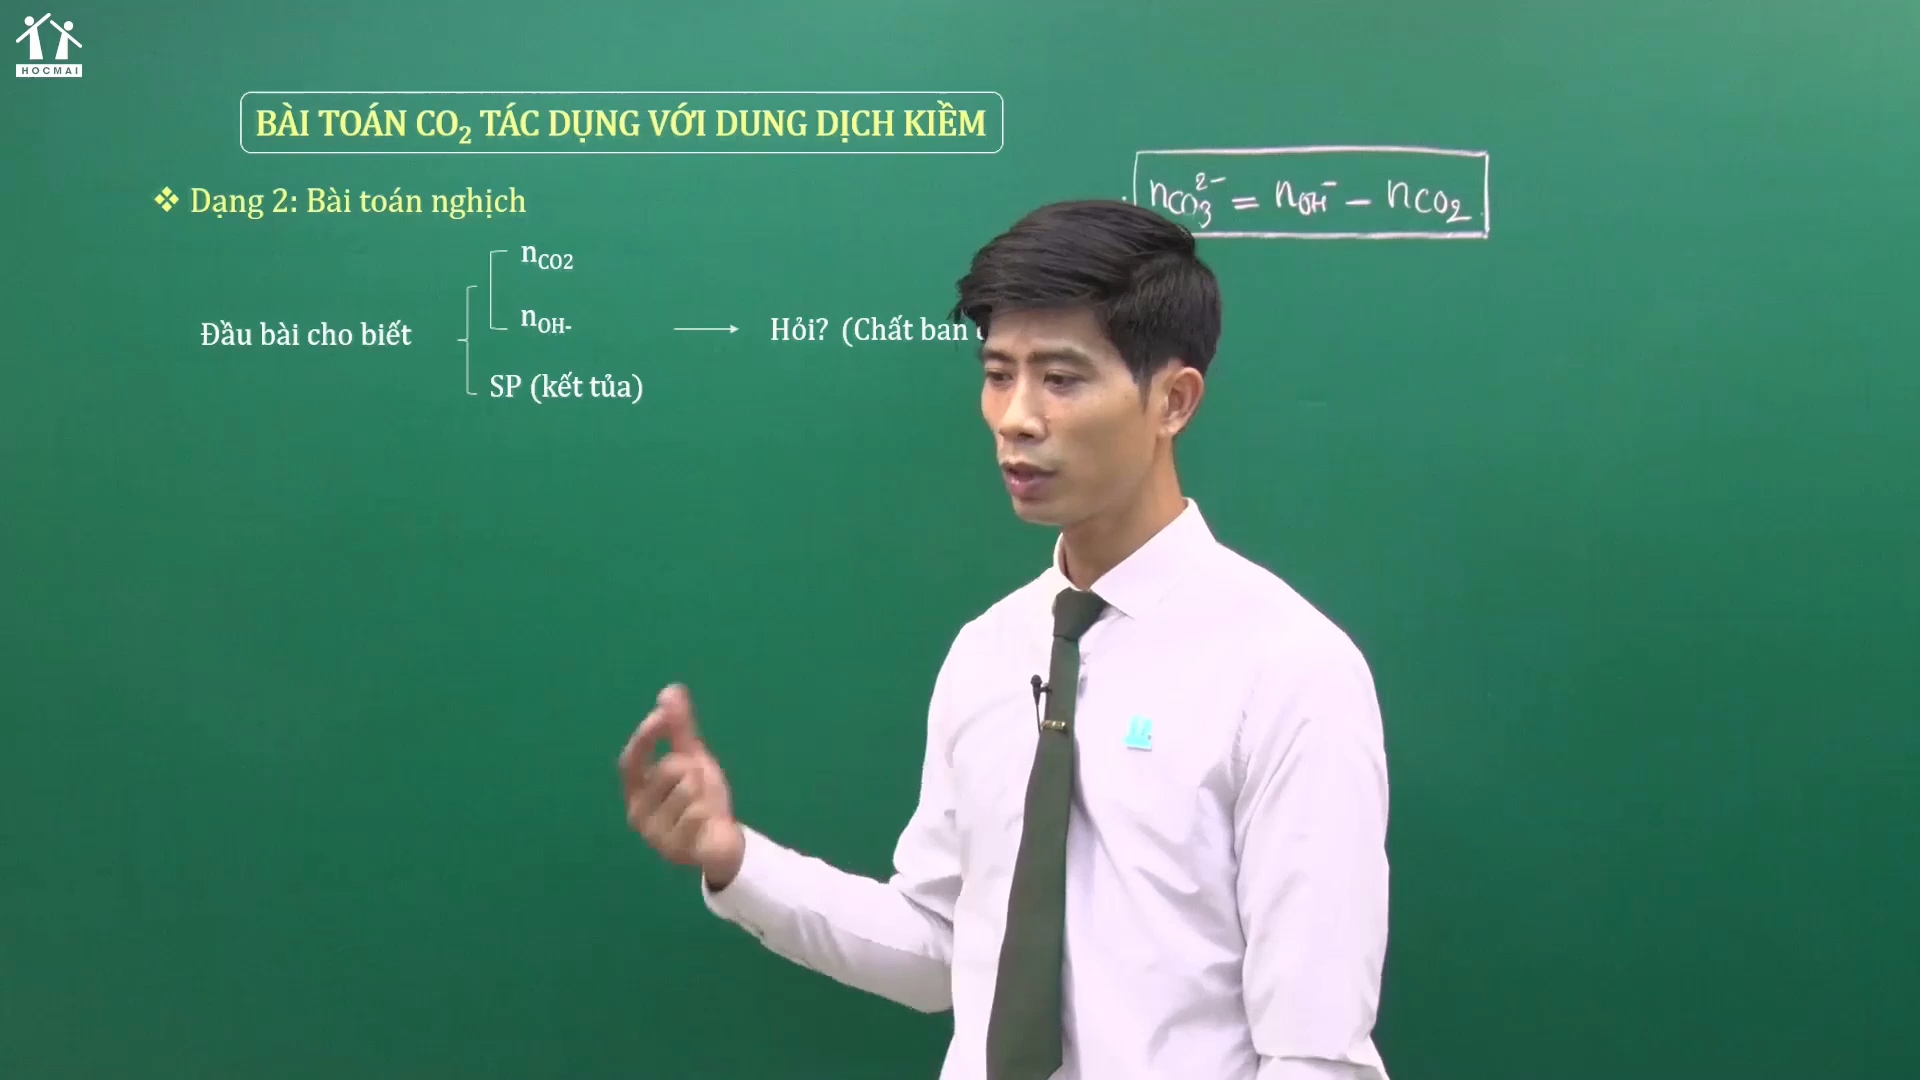 HOCMAI
BÀI TOÁN CO₂ TÁC DỤNG VỚI DUNG DỊCH KIỀM
nCO₃²⁻ = nOH⁻ − nCO₂
❖ Dạng 2: Bài toán nghịch
nCO2
nOH-
Đầu bài cho biết
Hỏi? (Chất ban
SP (kết tủa)